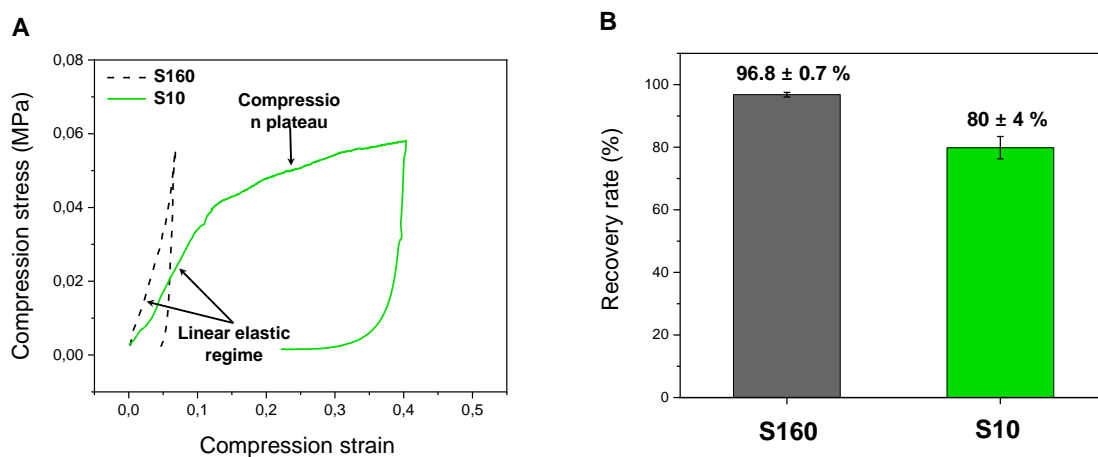 A
0,08
0,06
0,04
0,02
0,00
Compression stress (MPa)
S160
S10
Compressio
n plateau
Linear elastic
regime
0,0 0,1 0,2 0,3 0,4 0,5
Compression strain
B
100
80
60
40
20
0
Recovery rate (%)
96.8 ± 0.7 %
80 ± 4 %
S160 S10